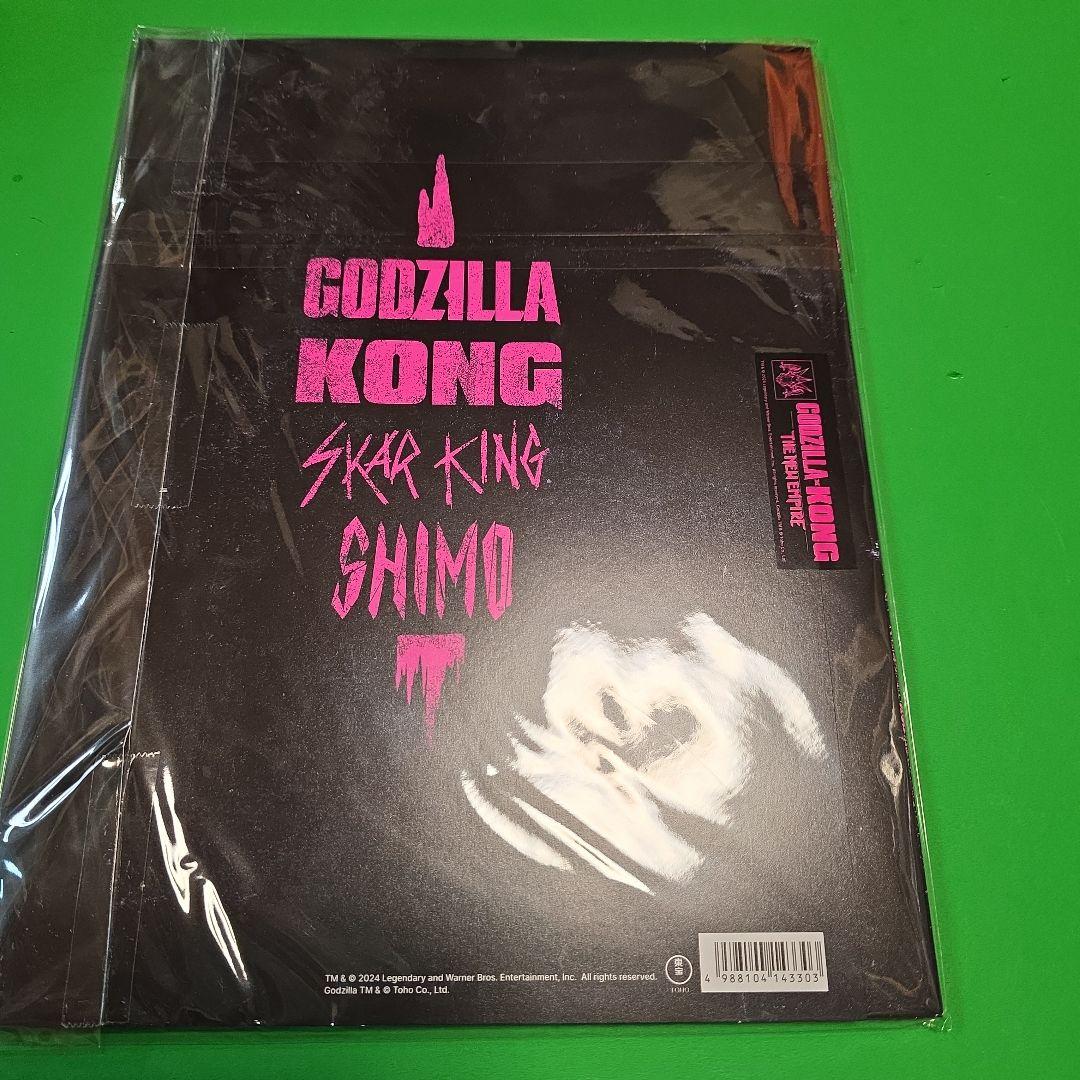 GODZILLA
KONG
SKAR KING
SHIMO
GODZILLA×KONG
THE NEW EMPIRE
TM & © 2024 Legendary and Warner Bros. Entertainment, Inc. All rights reserved.
Godzilla TM & © Toho Co., Ltd.
東宝
TOHO
4 988104 143303